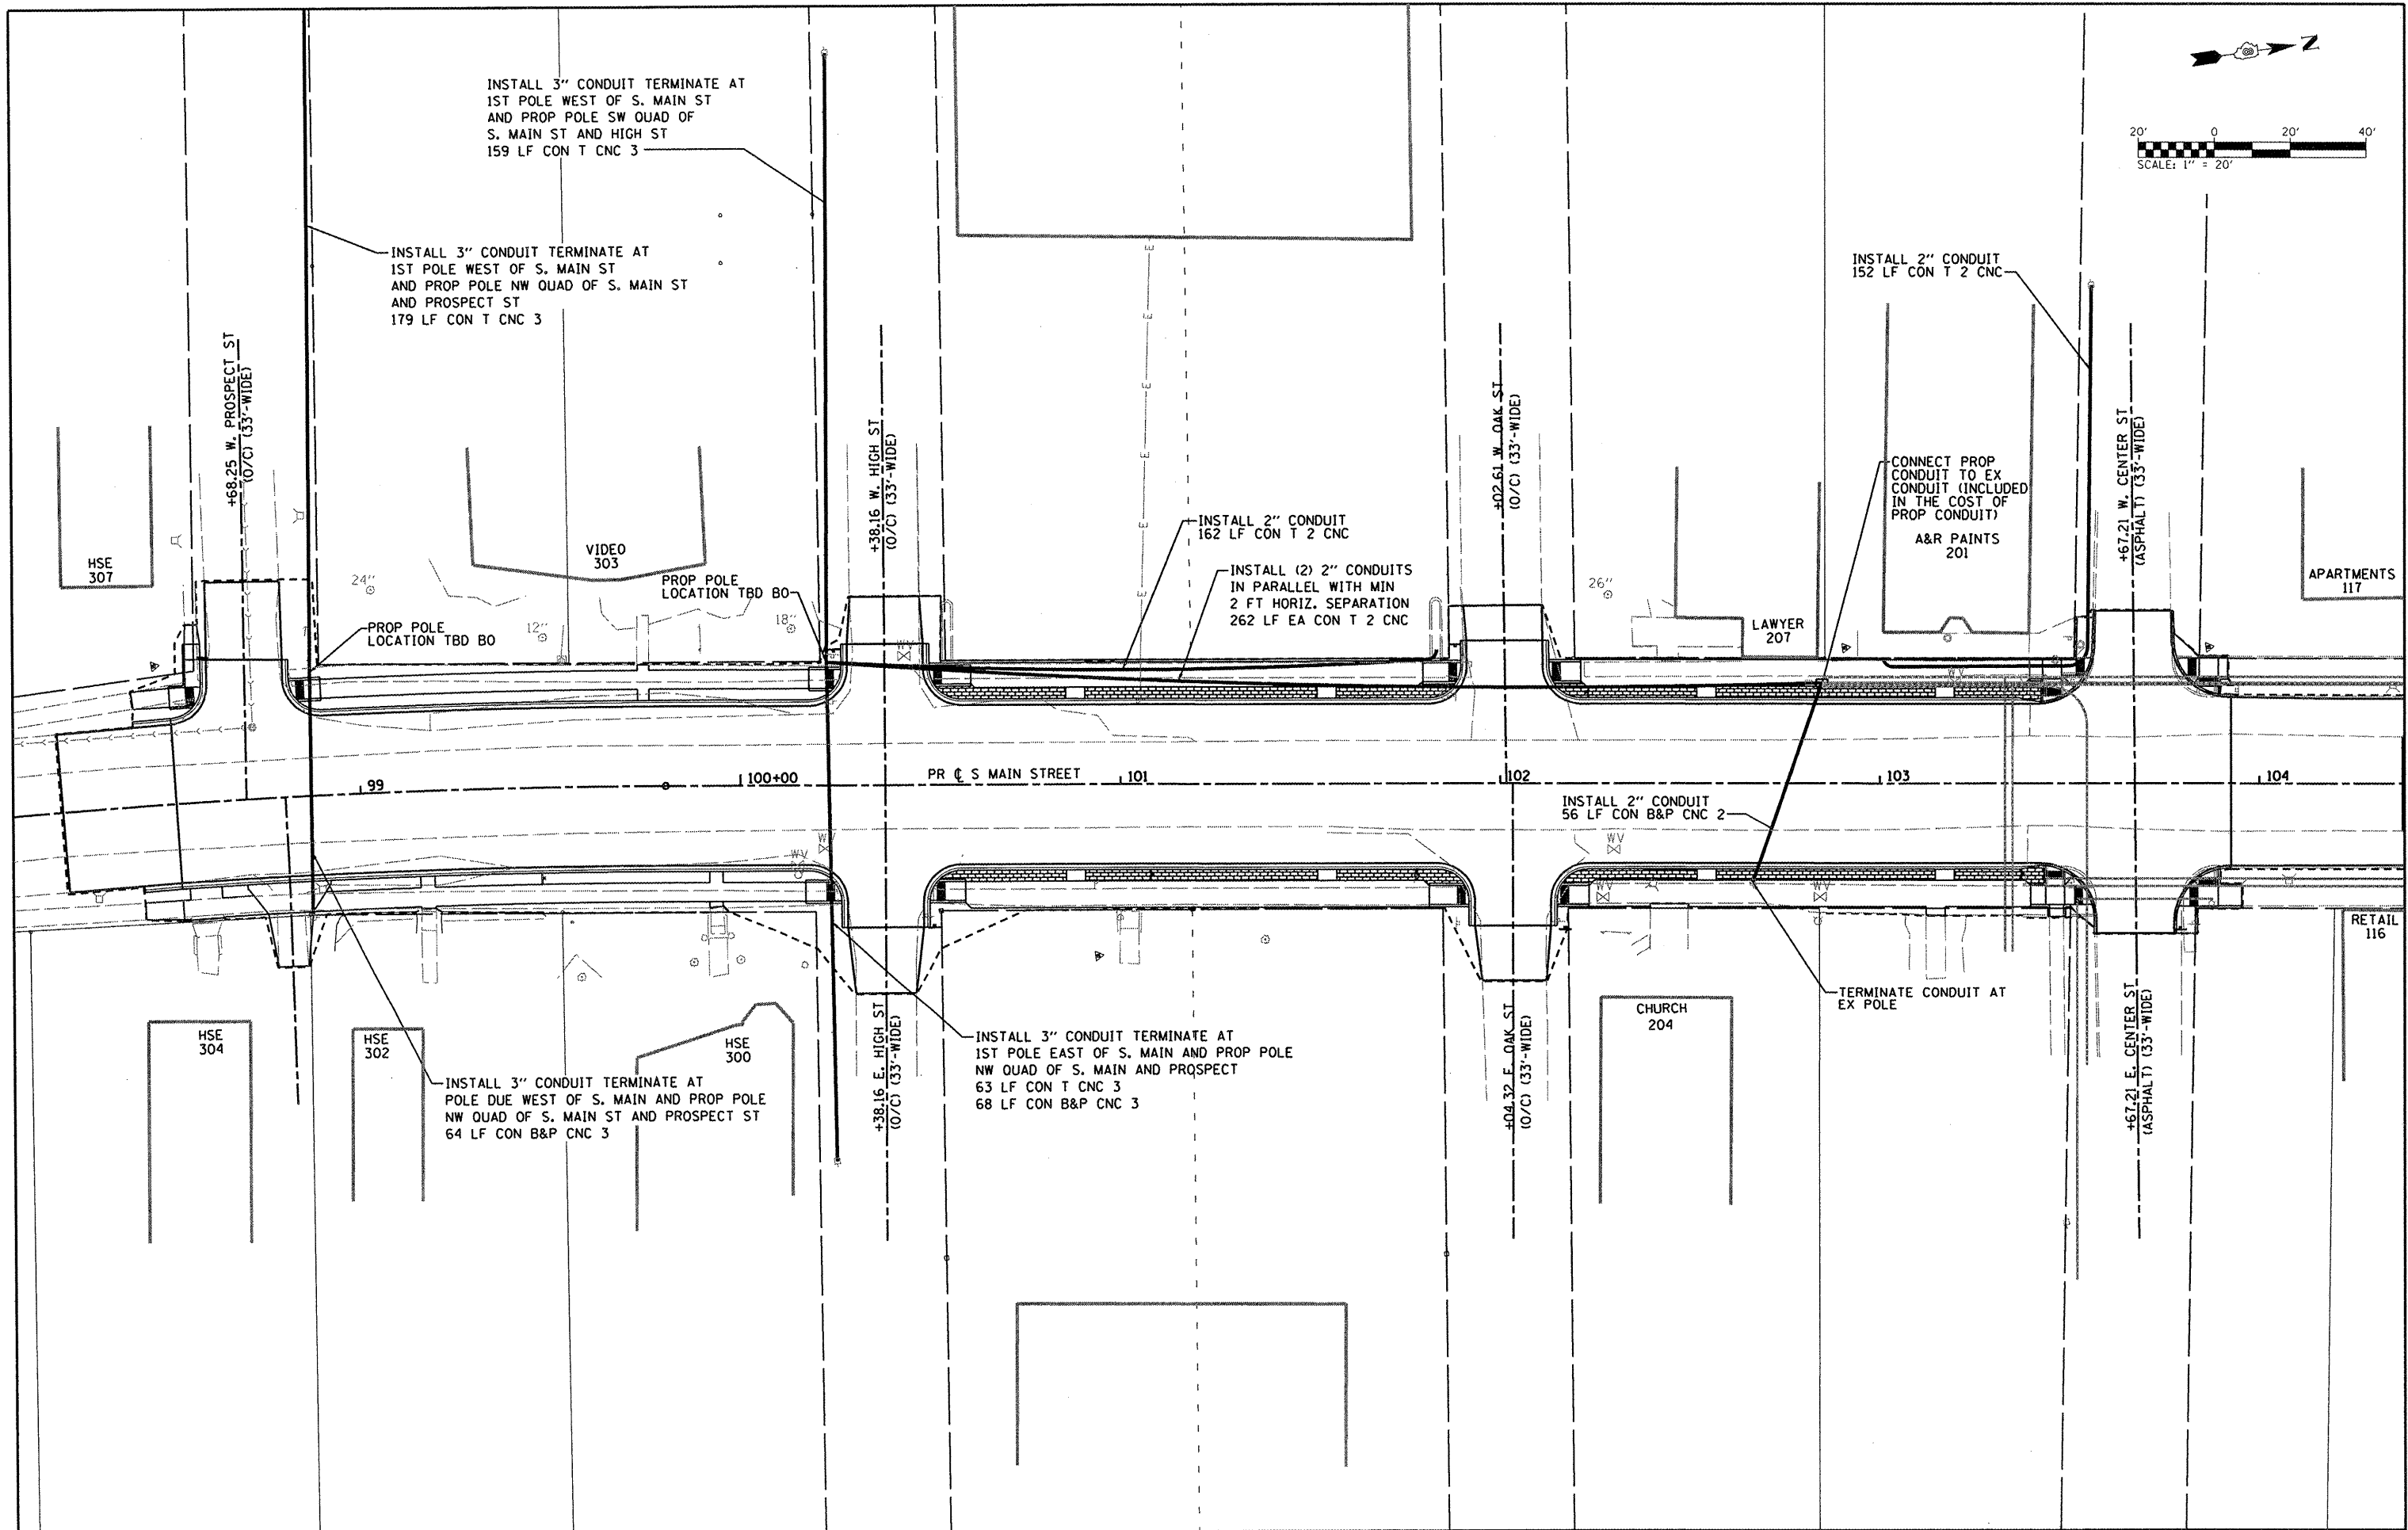 INSTALL 3" CONDUIT TERMINATE AT
1ST POLE WEST OF S. MAIN ST
AND PROP POLE SW QUAD OF
S. MAIN ST AND HIGH ST
159 LF CON T CNC 3
Z
20' 0 20' 40'
SCALE: 1" = 20'
INSTALL 3" CONDUIT TERMINATE AT
1ST POLE WEST OF S. MAIN ST
AND PROP POLE NW QUAD OF S. MAIN ST
AND PROSPECT ST
179 LF CON T CNC 3
INSTALL 2" CONDUIT
152 LF CON T 2 CNC
+68.25 W. PROSPECT ST
(O/C) (33'-WIDE)
+38.16 W. HIGH ST
(O/C) (33'-WIDE)
+02.61 W. OAK ST
(O/C) (33'-WIDE)
+67.21 W. CENTER ST
(ASPHALT) (33'-WIDE)
E
E
E
E
E
E
CONNECT PROP
CONDUIT TO EX
CONDUIT (INCLUDED
IN THE COST OF
PROP CONDUIT)
A&R PAINTS
201
INSTALL 2" CONDUIT
162 LF CON T 2 CNC
INSTALL (2) 2" CONDUITS
IN PARALLEL WITH MIN
2 FT HORIZ. SEPARATION
262 LF EA CON T 2 CNC
HSE
307
VIDEO
303
24"
12"
18"
26"
PROP POLE
LOCATION TBD BO
PROP POLE
LOCATION TBD BO
LAWYER
207
APARTMENTS
117
WV
99
100+00
PR ℄ S MAIN STREET
101
102
103
104
INSTALL 2" CONDUIT
56 LF CON B&P CNC 2
WV
WV
WV
WV
WV
RETAIL
116
TERMINATE CONDUIT AT
EX POLE
HSE
304
HSE
302
HSE
300
CHURCH
204
+38.16 E. HIGH ST
(O/C) (33'-WIDE)
+04.32 E. OAK ST
(O/C) (33'-WIDE)
+67.21 E. CENTER ST
(ASPHALT) (33'-WIDE)
INSTALL 3" CONDUIT TERMINATE AT
1ST POLE EAST OF S. MAIN AND PROP POLE
NW QUAD OF S. MAIN AND PROSPECT
63 LF CON T CNC 3
68 LF CON B&P CNC 3
INSTALL 3" CONDUIT TERMINATE AT
POLE DUE WEST OF S. MAIN AND PROP POLE
NW QUAD OF S. MAIN ST AND PROSPECT ST
64 LF CON B&P CNC 3